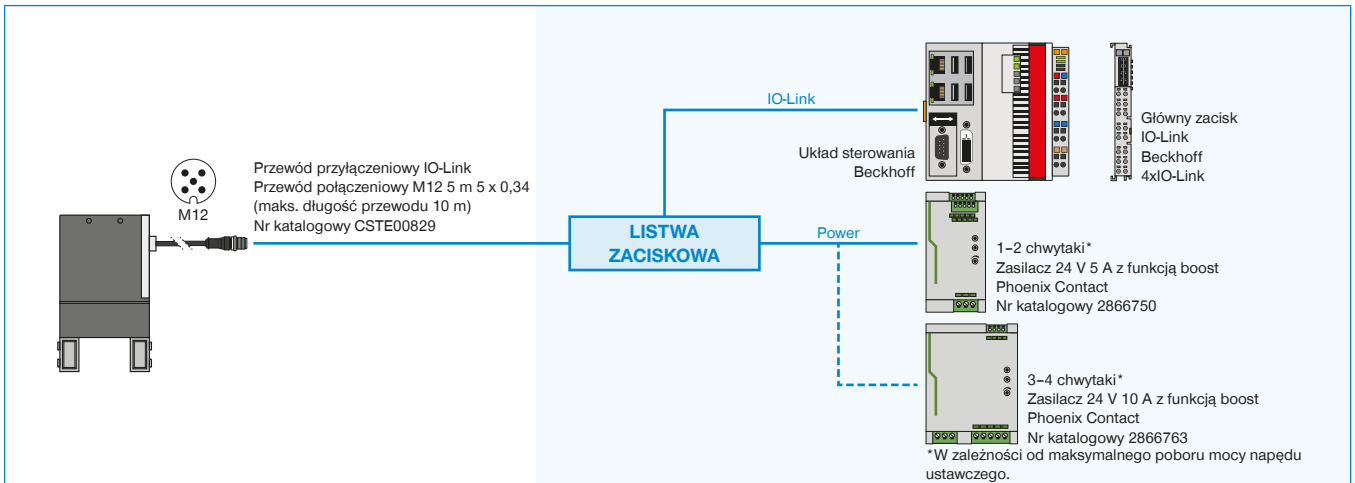 M12
Przewód przyłączeniowy IO-Link
Przewód połączeniowy M12 5 m 5 x 0,34
(maks. długość przewodu 10 m)
Nr katalogowy CSTE00829
LISTWA
ZACISKOWA
IO-Link
Układ sterowania
Beckhoff
Główny zacisk
IO-Link
Beckhoff
4xIO-Link
Power
1–2 chwytaki*
Zasilacz 24 V 5 A z funkcją boost
Phoenix Contact
Nr katalogowy 2866750
3–4 chwytaki*
Zasilacz 24 V 10 A z funkcją boost
Phoenix Contact
Nr katalogowy 2866763
*W zależności od maksymalnego poboru mocy napędu
ustawczego.